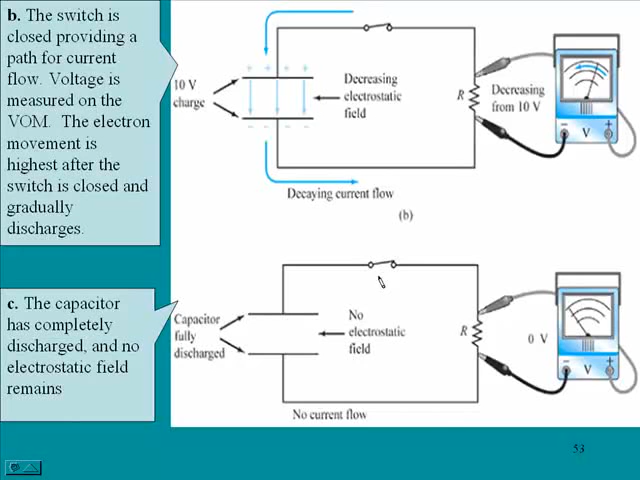 b. The switch is
closed providing a
path for current
flow. Voltage is
measured on the
VOM. The electron
movement is
highest after the
switch is closed and
gradually
discharges.
10 V
charge
+ + + +
- - - -
Decreasing
electrostatic
field
R
Decreasing
from 10 V
- V +
Decaying current flow
(b)
c. The capacitor
has completely
discharged, and no
electrostatic field
remains
Capacitor
fully
discharged
No
electrostatic
field
R
0 V
- V +
No current flow
53